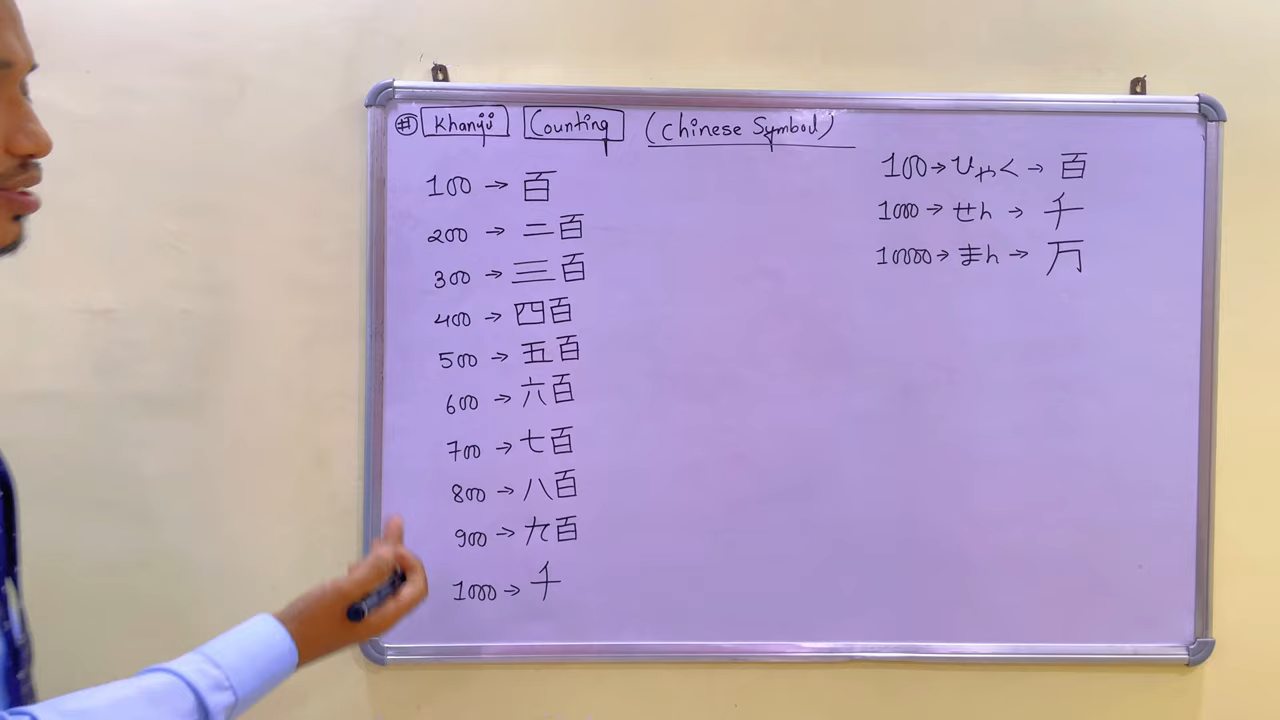 # Khanji Counting (Chinese Symbol)
100 → 百
200 → 二百
300 → 三百
400 → 四百
500 → 五百
600 → 六百
700 → 七百
800 → 八百
900 → 九百
1000 → 千
100 → ひゃく → 百
1000 → せん → 千
10000 → まん → 万